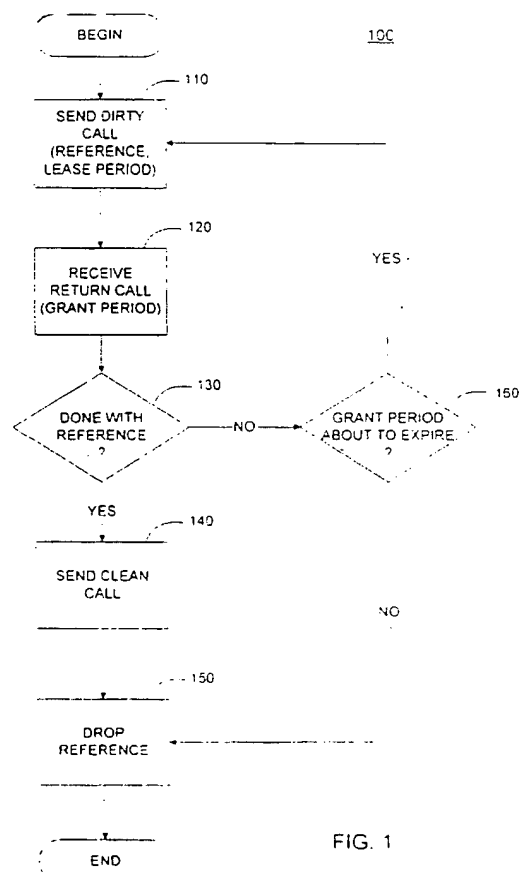 BEGIN
100
110
SEND DIRTY
CALL
(REFERENCE,
LEASE PERIOD)
120
RECEIVE
RETURN CALL
(GRANT PERIOD)
YES
130
DONE WITH
REFERENCE
?
NO
160
GRANT PERIOD
ABOUT TO EXPIRE
?
YES
140
SEND CLEAN
CALL
NO
150
DROP
REFERENCE
END
FIG. 1